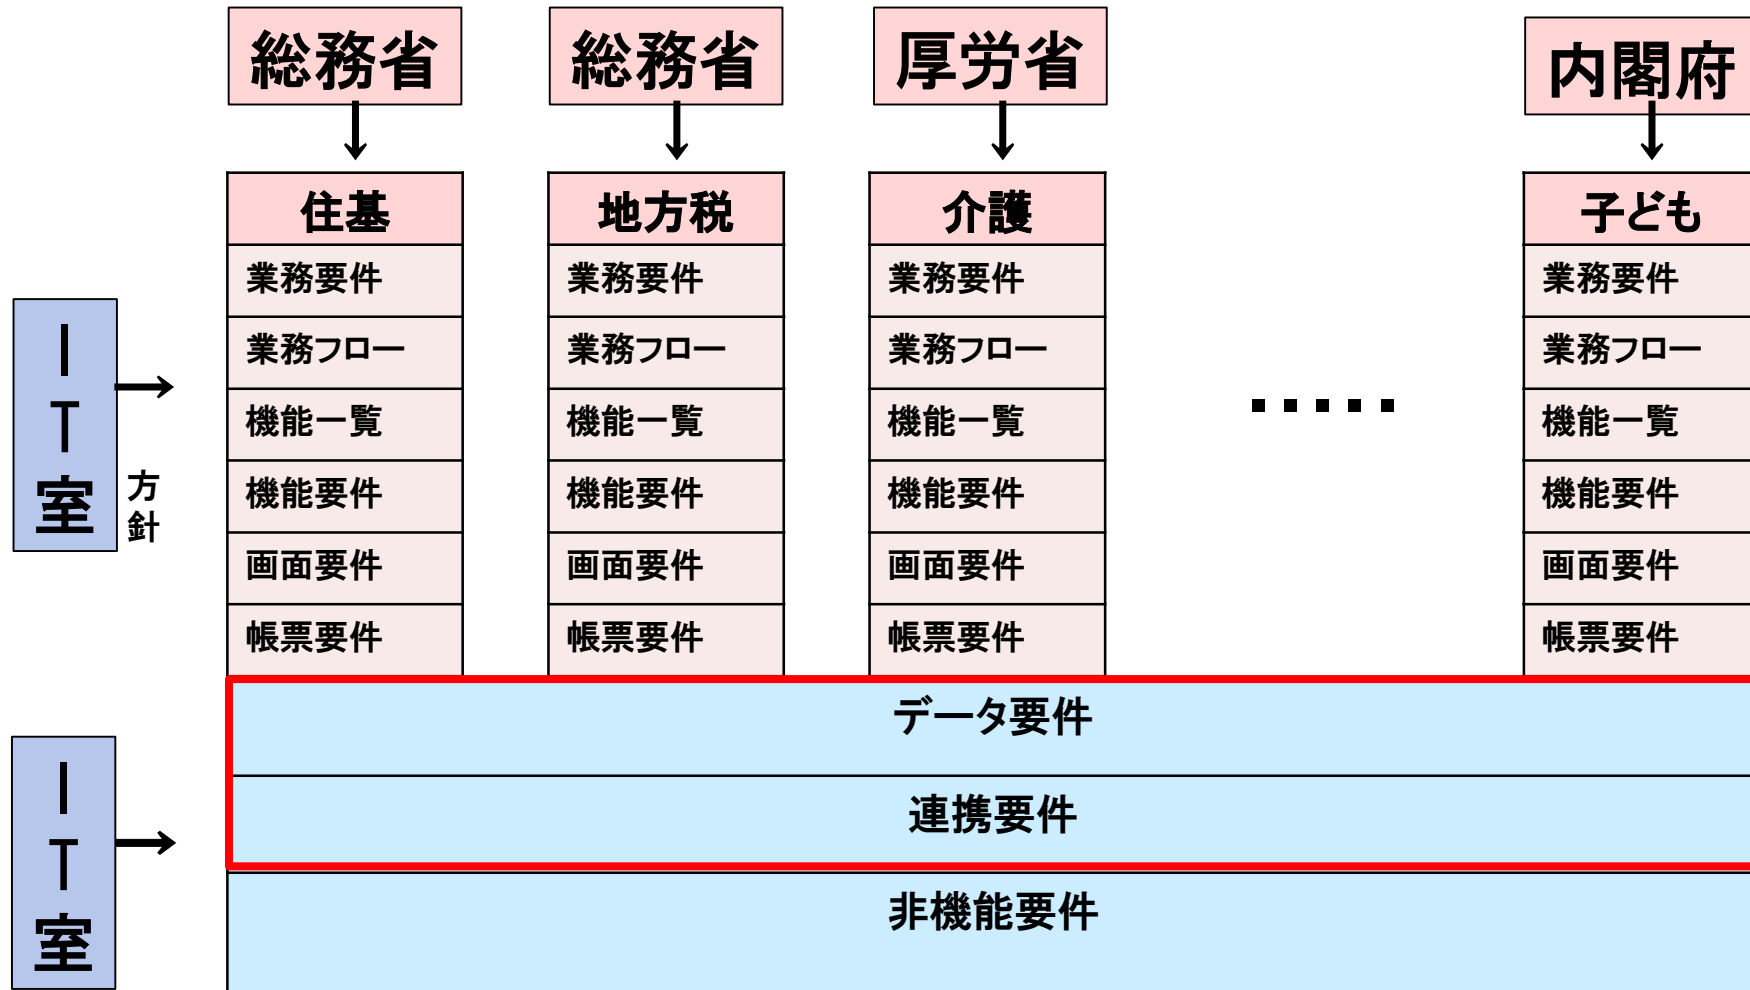 総務省
総務省
厚労省
内閣府
住基
地方税
介護
子ども
業務要件
業務要件
業務要件
業務要件
業務フロー
業務フロー
業務フロー
業務フロー
機能一覧
機能一覧
機能一覧
機能一覧
機能要件
機能要件
機能要件
機能要件
画面要件
画面要件
画面要件
画面要件
帳票要件
帳票要件
帳票要件
帳票要件
IT室
方針
・・・・・
データ要件
連携要件
非機能要件
IT室